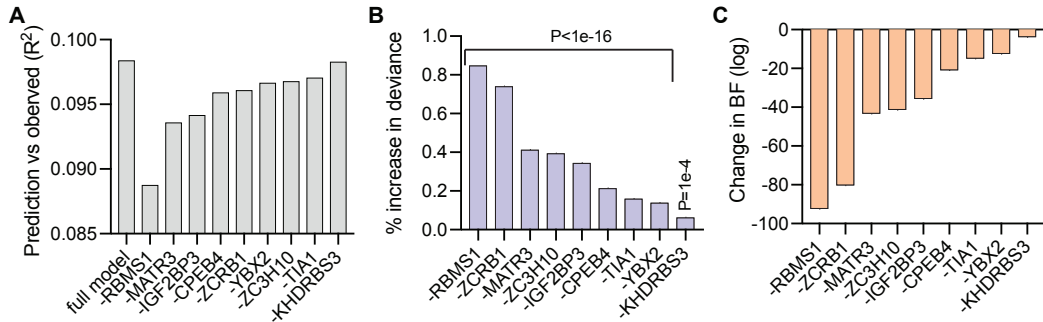 A
Prediction vs obered (R²)
0.100
0.095
0.090
0.085
full model
-RBMS1
-MATR3
-IGF2BP3
-CPEB4
-ZCRB1
-YBX2
-ZC3H10
-TIA1
-KHDRBS3
B
% increase in deviance
1.0
0.8
0.6
0.4
0.2
0.0
P<1e-16
P=1e-4
-RBMS1
-ZCRB1
-MATR3
-ZC3H10
-IGF2BP3
-CPEB4
-TIA1
-YBX2
-KHDRBS3
C
Change in BF (log)
0
-20
-40
-60
-80
-100
-RBMS1
-ZCRB1
-MATR3
-ZC3H10
-IGF2BP3
-CPEB4
-TIA1
-YBX2
-KHDRBS3